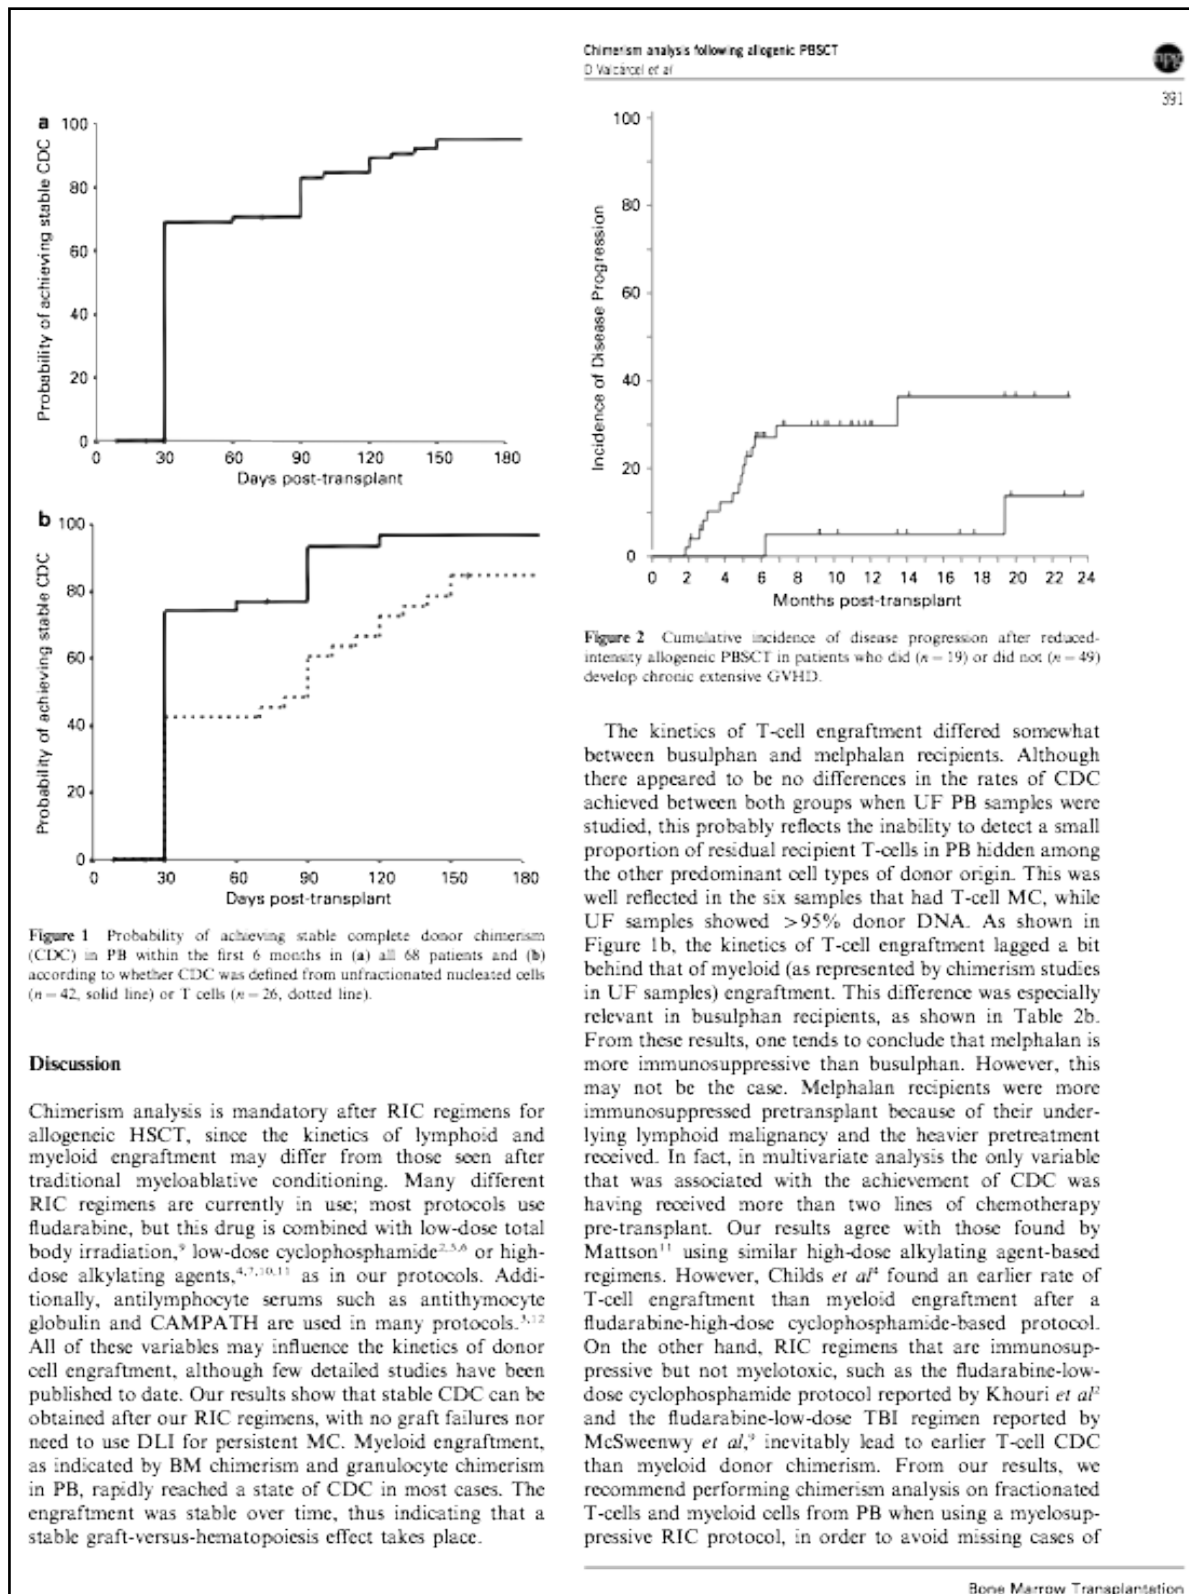 Chimerism analysis following allogenic PBSCT
D Valcárcel et al
npg
391
a
100
80
60
40
20
0
Probability of achieving stable CDC
0 30 60 90 120 150 180
Days post-transplant
b
100
80
60
40
20
0
Probability of achieving stable CDC
0 30 60 90 120 150 180
Days post-transplant
Figure 1 Probability of achieving stable complete donor chimerism
(CDC) in PB within the first 6 months in (a) all 68 patients and (b)
according to whether CDC was defined from unfractionated nucleated cells
(n = 42, solid line) or T cells (n = 26, dotted line).
Discussion
Chimerism analysis is mandatory after RIC regimens for
allogeneic HSCT, since the kinetics of lymphoid and
myeloid engraftment may differ from those seen after
traditional myeloablative conditioning. Many different
RIC regimens are currently in use; most protocols use
fludarabine, but this drug is combined with low-dose total
body irradiation,⁹ low-dose cyclophosphamide²,⁵,⁶ or high-
dose alkylating agents,⁴,⁷,¹⁰,¹¹ as in our protocols. Addi-
tionally, antilymphocyte serums such as antithymocyte
globulin and CAMPATH are used in many protocols.³,¹²
All of these variables may influence the kinetics of donor
cell engraftment, although few detailed studies have been
published to date. Our results show that stable CDC can be
obtained after our RIC regimens, with no graft failures nor
need to use DLI for persistent MC. Myeloid engraftment,
as indicated by BM chimerism and granulocyte chimerism
in PB, rapidly reached a state of CDC in most cases. The
engraftment was stable over time, thus indicating that a
stable graft-versus-hematopoiesis effect takes place.
100
80
60
40
20
0
Incidence of Disease Progression
0 2 4 6 8 10 12 14 16 18 20 22 24
Months post-transplant
Figure 2 Cumulative incidence of disease progression after reduced-
intensity allogeneic PBSCT in patients who did (n = 19) or did not (n = 49)
develop chronic extensive GVHD.
The kinetics of T-cell engraftment differed somewhat
between busulphan and melphalan recipients. Although
there appeared to be no differences in the rates of CDC
achieved between both groups when UF PB samples were
studied, this probably reflects the inability to detect a small
proportion of residual recipient T-cells in PB hidden among
the other predominant cell types of donor origin. This was
well reflected in the six samples that had T-cell MC, while
UF samples showed >95% donor DNA. As shown in
Figure 1b, the kinetics of T-cell engraftment lagged a bit
behind that of myeloid (as represented by chimerism studies
in UF samples) engraftment. This difference was especially
relevant in busulphan recipients, as shown in Table 2b.
From these results, one tends to conclude that melphalan is
more immunosuppressive than busulphan. However, this
may not be the case. Melphalan recipients were more
immunosuppressed pretransplant because of their under-
lying lymphoid malignancy and the heavier pretreatment
received. In fact, in multivariate analysis the only variable
that was associated with the achievement of CDC was
having received more than two lines of chemotherapy
pre-transplant. Our results agree with those found by
Mattson¹¹ using similar high-dose alkylating agent-based
regimens. However, Childs et al⁴ found an earlier rate of
T-cell engraftment than myeloid engraftment after a
fludarabine-high-dose cyclophosphamide-based protocol.
On the other hand, RIC regimens that are immunosup-
pressive but not myelotoxic, such as the fludarabine-low-
dose cyclophosphamide protocol reported by Khouri et al²
and the fludarabine-low-dose TBI regimen reported by
McSweenwy et al,⁹ inevitably lead to earlier T-cell CDC
than myeloid donor chimerism. From our results, we
recommend performing chimerism analysis on fractionated
T-cells and myeloid cells from PB when using a myelosup-
pressive RIC protocol, in order to avoid missing cases of
Bone Marrow Transplantation